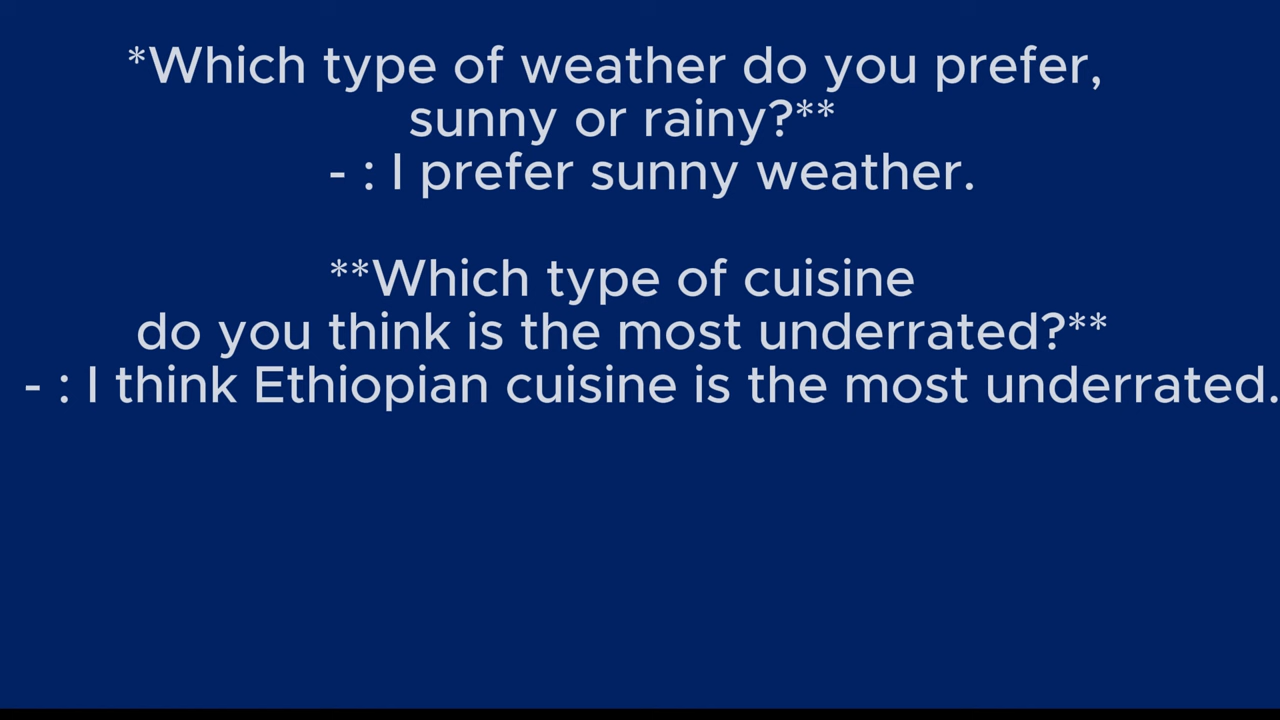 *Which type of weather do you prefer,
sunny or rainy?**
- : I prefer sunny weather.
**Which type of cuisine
do you think is the most underrated?**
- : I think Ethiopian cuisine is the most underrated.